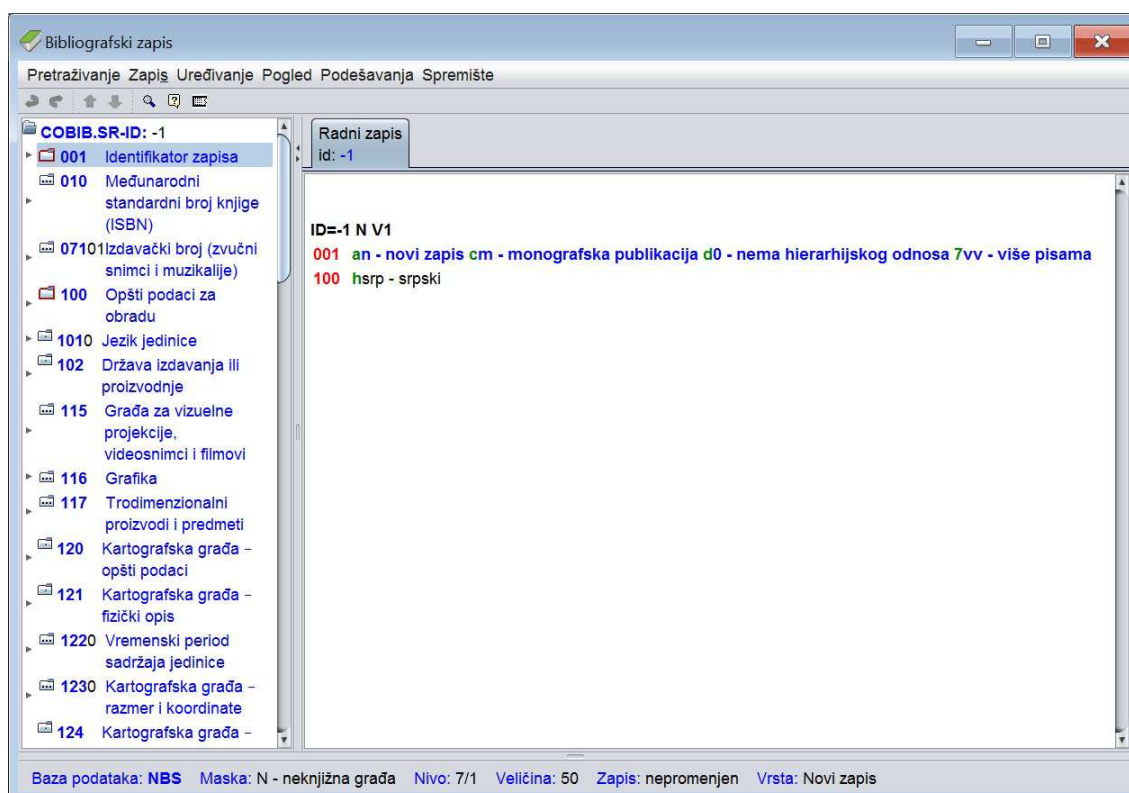 Bibliografski zapis
Pretraživanje Zapis Uređivanje Pogled Podešavanja Spremište
COBIB.SR-ID: -1
001 Identifikator zapisa
010 Međunarodni
standardni broj knjige
(ISBN)
07101Izdavački broj (zvučni
snimci i muzikalije)
100 Opšti podaci za
obradu
1010 Jezik jedinice
102 Država izdavanja ili
proizvodnje
115 Građa za vizuelne
projekcije,
videosnimci i filmovi
116 Grafika
117 Trodimenzionalni
proizvodi i predmeti
120 Kartografska građa –
opšti podaci
121 Kartografska građa –
fizički opis
1220 Vremenski period
sadržaja jedinice
1230 Kartografska građa –
razmer i koordinate
124 Kartografska građa –
Radni zapis
id: -1
ID=-1 N V1
001 an - novi zapis cm - monografska publikacija d0 - nema hierarhijskog odnosa 7vv - više pisama
100 hsrp - srpski
Baza podataka: NBS Maska: N - neknjižna građa Nivo: 7/1 Veličina: 50 Zapis: nepromenjen Vrsta: Novi zapis